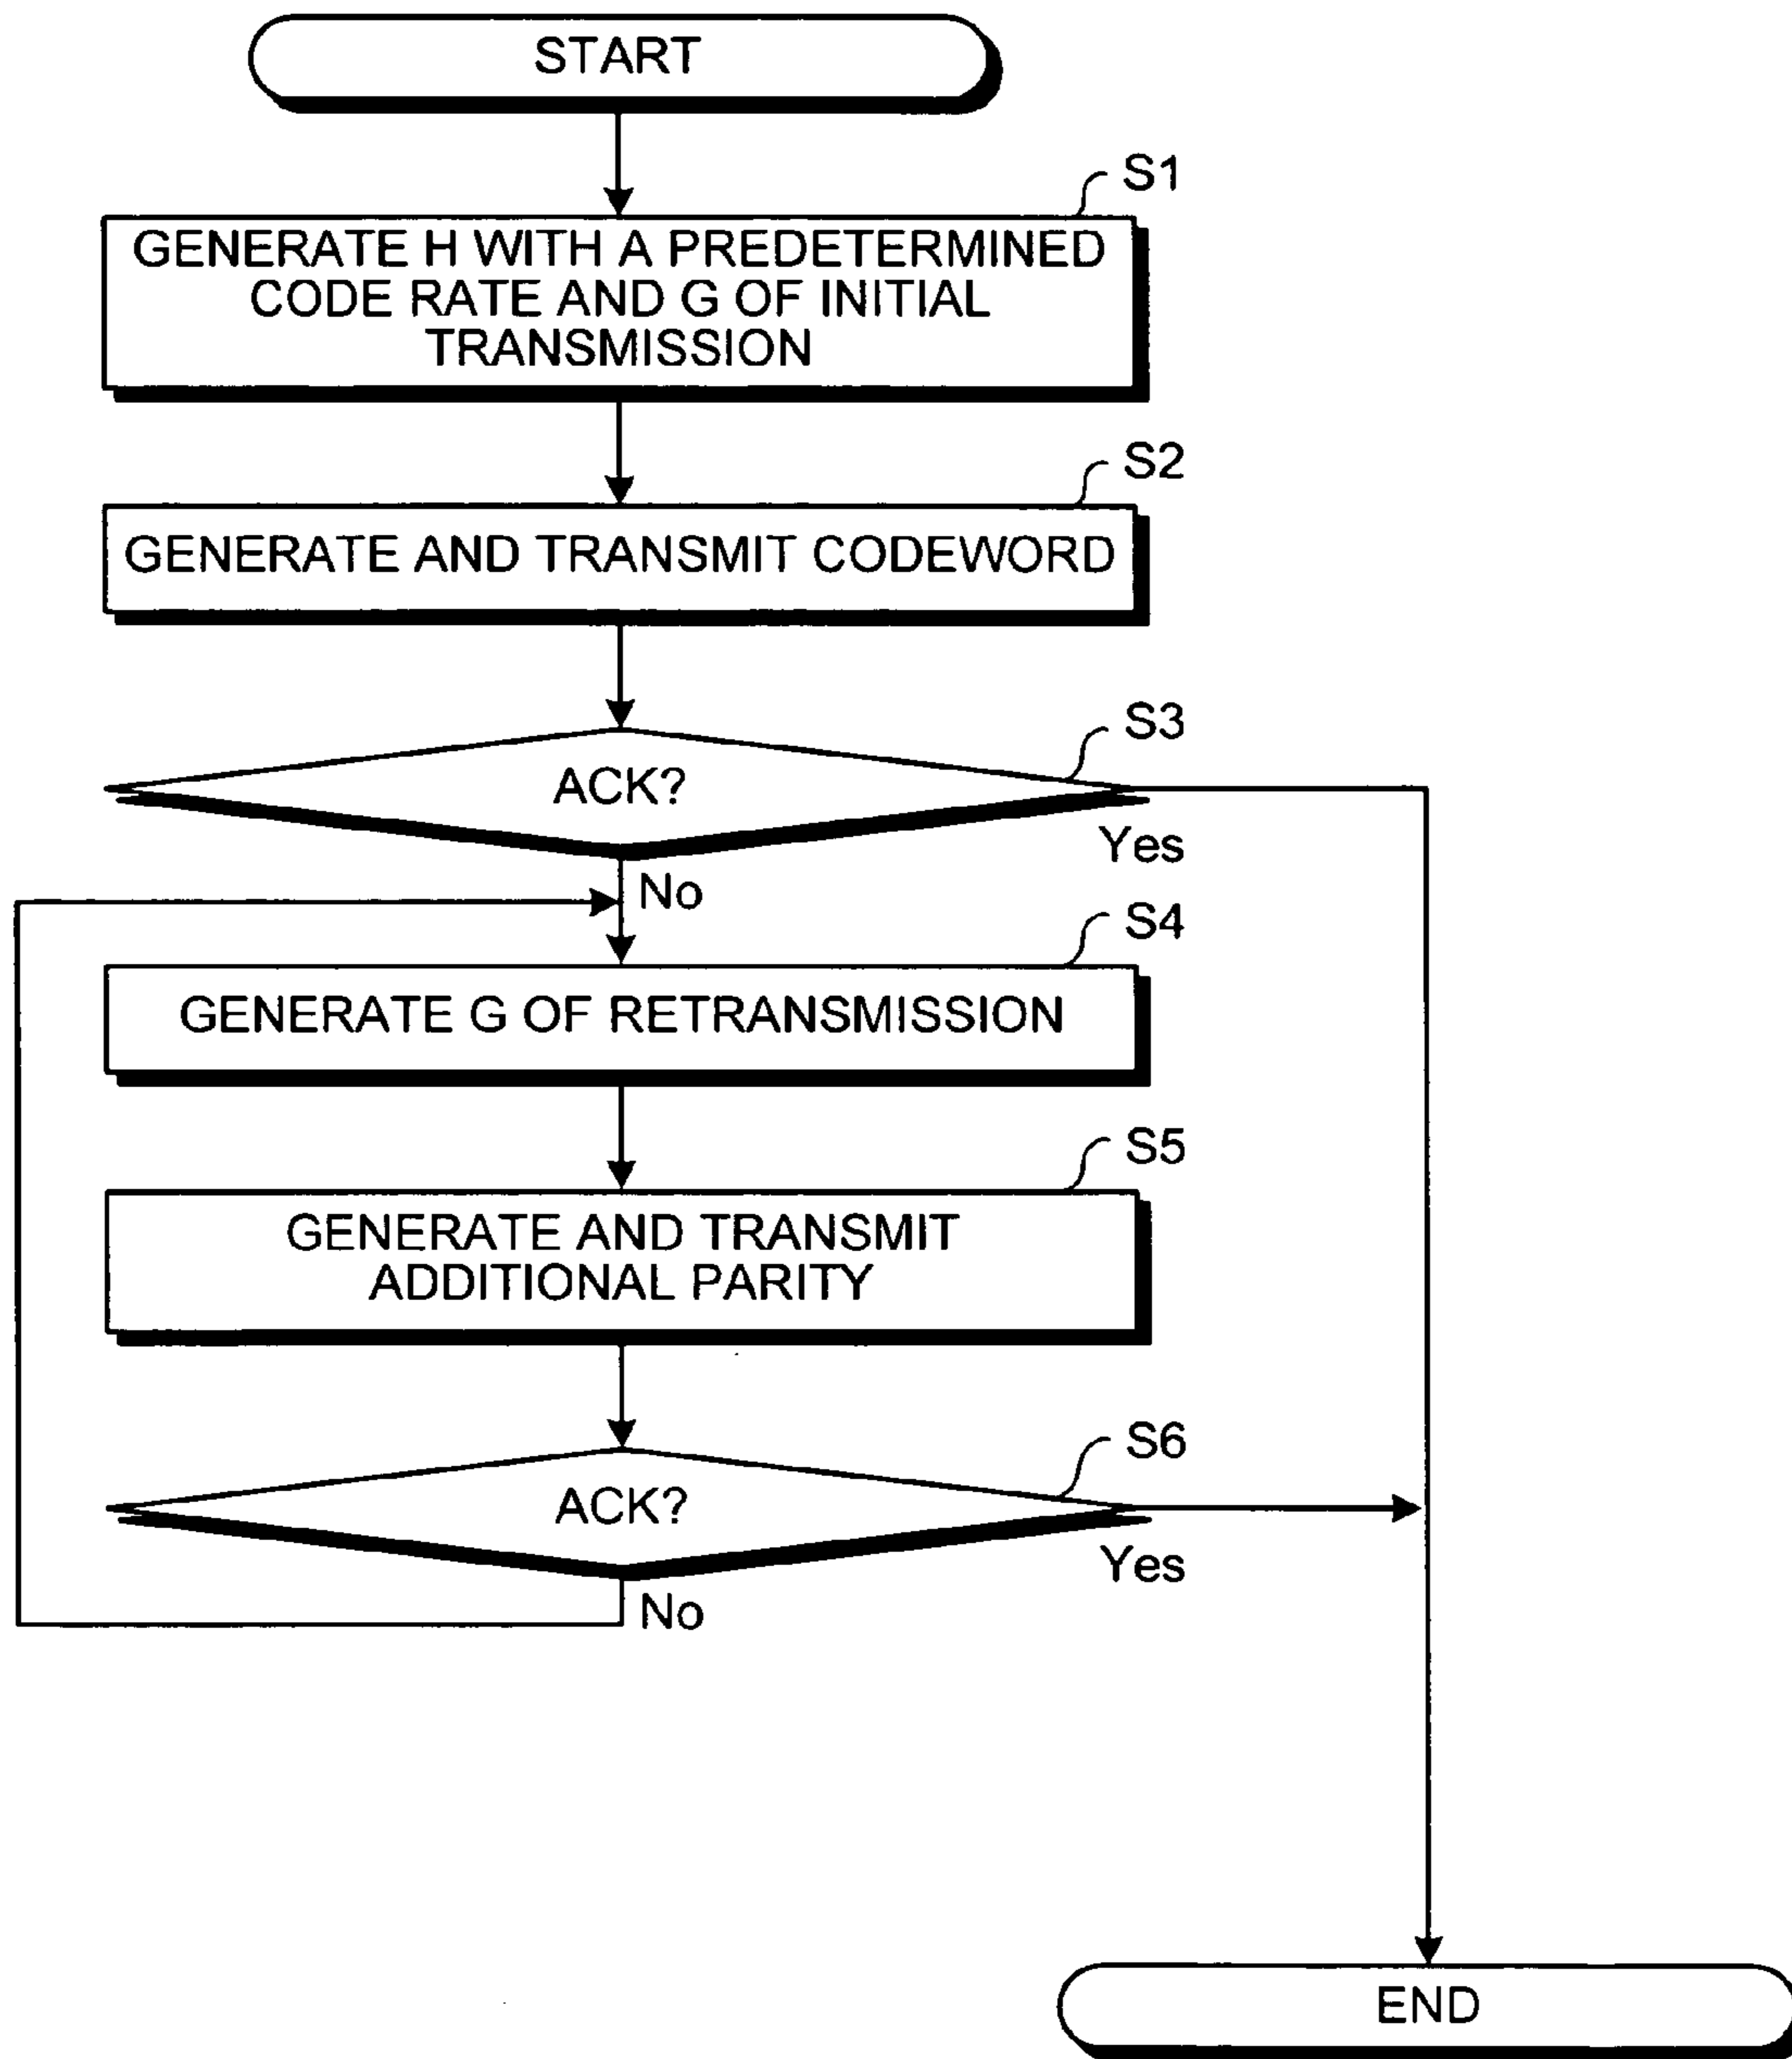 START
S1
GENERATE H WITH A PREDETERMINED
CODE RATE AND G OF INITIAL
TRANSMISSION
S2
GENERATE AND TRANSMIT CODEWORD
S3
ACK?
Yes
No
S4
GENERATE G OF RETRANSMISSION
S5
GENERATE AND TRANSMIT
ADDITIONAL PARITY
S6
ACK?
Yes
No
END